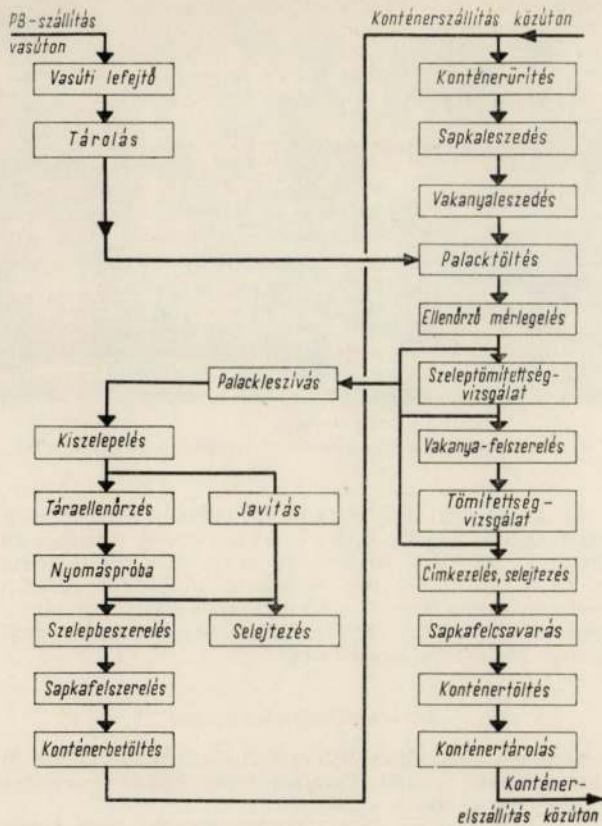 PB-szállítás
vasúton
Vasúti lefejtő
Tárolás
Konténerszállítás közúton
Konténerürítés
Sapkaleszedés
Vakanyaleszedés
Palacktöltés
Ellenőrző mérlegelés
Szeleptömítettség-
vizsgálat
Vakanya-felszerelés
Tömítettség-
vizsgálat
Címkezelés, selejtezés
Sapkafelcsavarás
Konténertöltés
Konténertárolás
Konténer-
elszállítás közúton
Palackleszívás
Kiszelepelés
Táraellenőrzés
Javítás
Nyomáspróba
Szelepbeszerelés
Selejtezés
Sapkafelszerelés
Konténerbetöltés